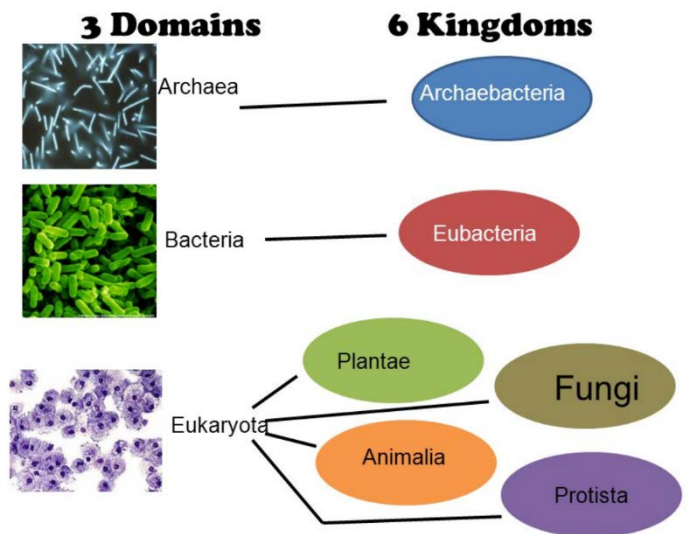 3 Domains
6 Kingdoms
Archaea
Archaebacteria
Bacteria
Eubacteria
Plantae
Fungi
Eukaryota
Animalia
Protista